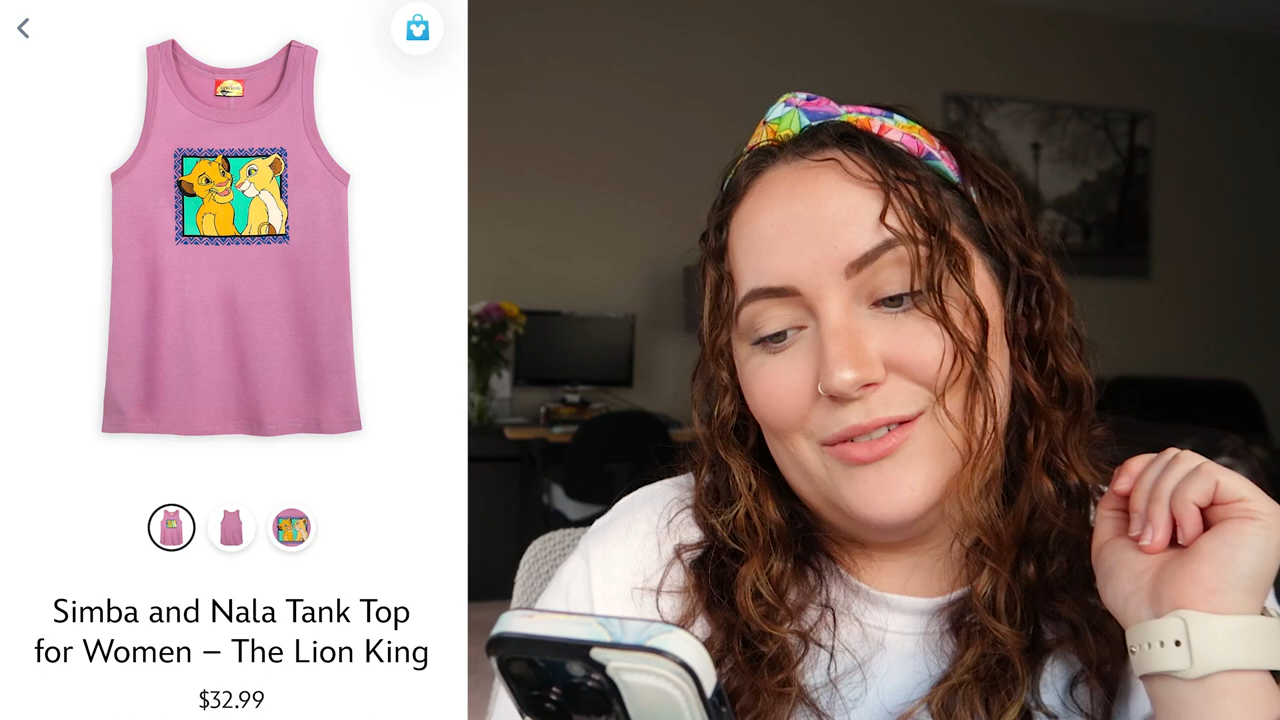 Simba and Nala Tank Top
for Women – The Lion King
$32.99